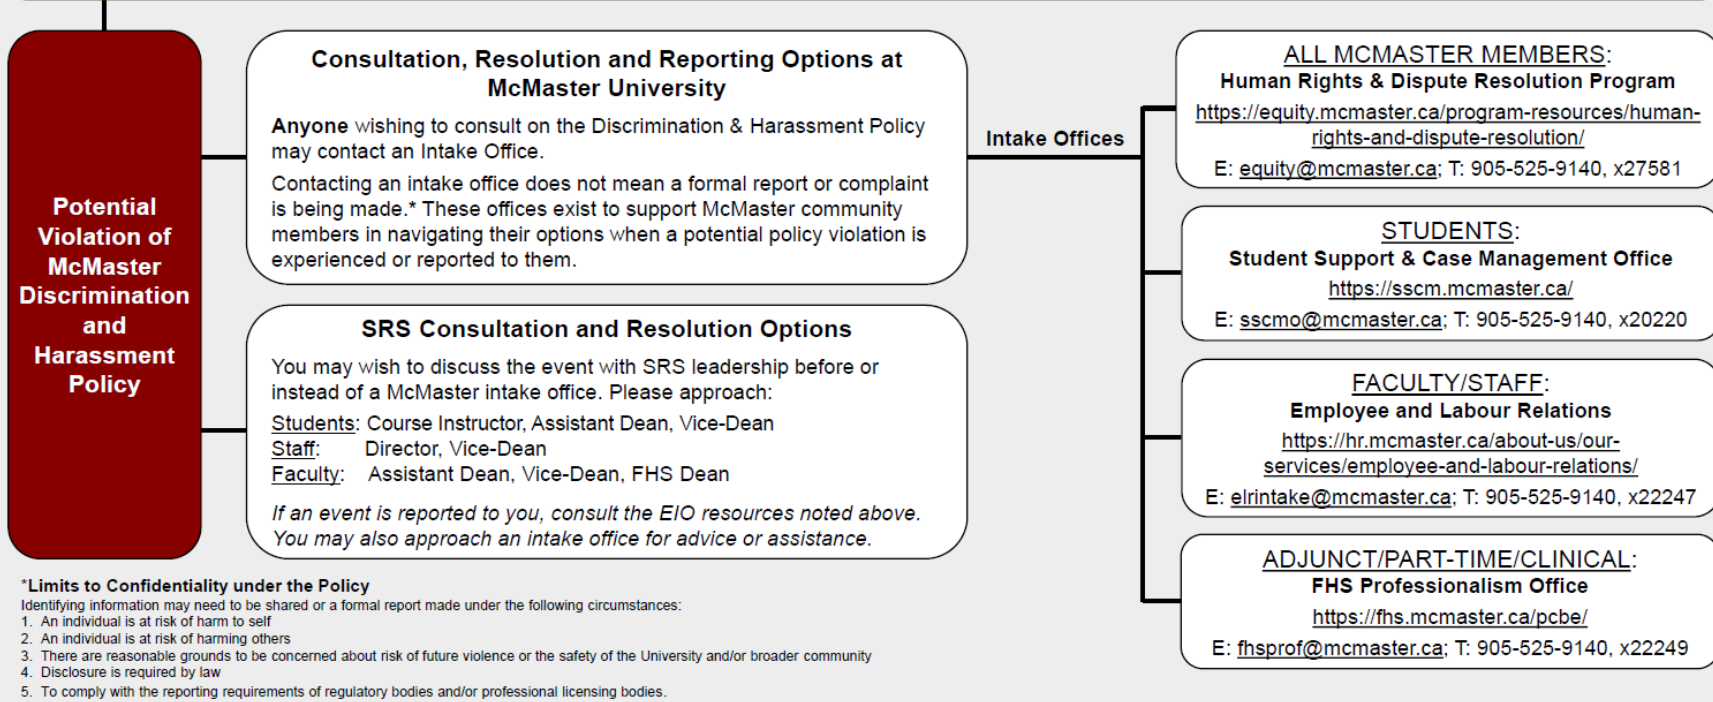 Potential
Violation of
McMaster
Discrimination
and
Harassment
Policy
Consultation, Resolution and Reporting Options at
McMaster University
Anyone wishing to consult on the Discrimination & Harassment Policy
may contact an Intake Office.
Contacting an intake office does not mean a formal report or complaint
is being made.* These offices exist to support McMaster community
members in navigating their options when a potential policy violation is
experienced or reported to them.
SRS Consultation and Resolution Options
You may wish to discuss the event with SRS leadership before or
instead of a McMaster intake office. Please approach:
Students: Course Instructor, Assistant Dean, Vice-Dean
Staff: Director, Vice-Dean
Faculty: Assistant Dean, Vice-Dean, FHS Dean
If an event is reported to you, consult the EIO resources noted above.
You may also approach an intake office for advice or assistance.
Intake Offices
ALL MCMASTER MEMBERS:
Human Rights & Dispute Resolution Program
https://equity.mcmaster.ca/program-resources/human-
rights-and-dispute-resolution/
E: equity@mcmaster.ca; T: 905-525-9140, x27581
STUDENTS:
Student Support & Case Management Office
https://sscm.mcmaster.ca/
E: sscmo@mcmaster.ca; T: 905-525-9140, x20220
FACULTY/STAFF:
Employee and Labour Relations
https://hr.mcmaster.ca/about-us/our-
services/employee-and-labour-relations/
E: elrintake@mcmaster.ca; T: 905-525-9140, x22247
ADJUNCT/PART-TIME/CLINICAL:
FHS Professionalism Office
https://fhs.mcmaster.ca/pcbe/
E: fhsprof@mcmaster.ca; T: 905-525-9140, x22249
*Limits to Confidentiality under the Policy
Identifying information may need to be shared or a formal report made under the following circumstances:
1. An individual is at risk of harm to self
2. An individual is at risk of harming others
3. There are reasonable grounds to be concerned about risk of future violence or the safety of the University and/or broader community
4. Disclosure is required by law
5. To comply with the reporting requirements of regulatory bodies and/or professional licensing bodies.